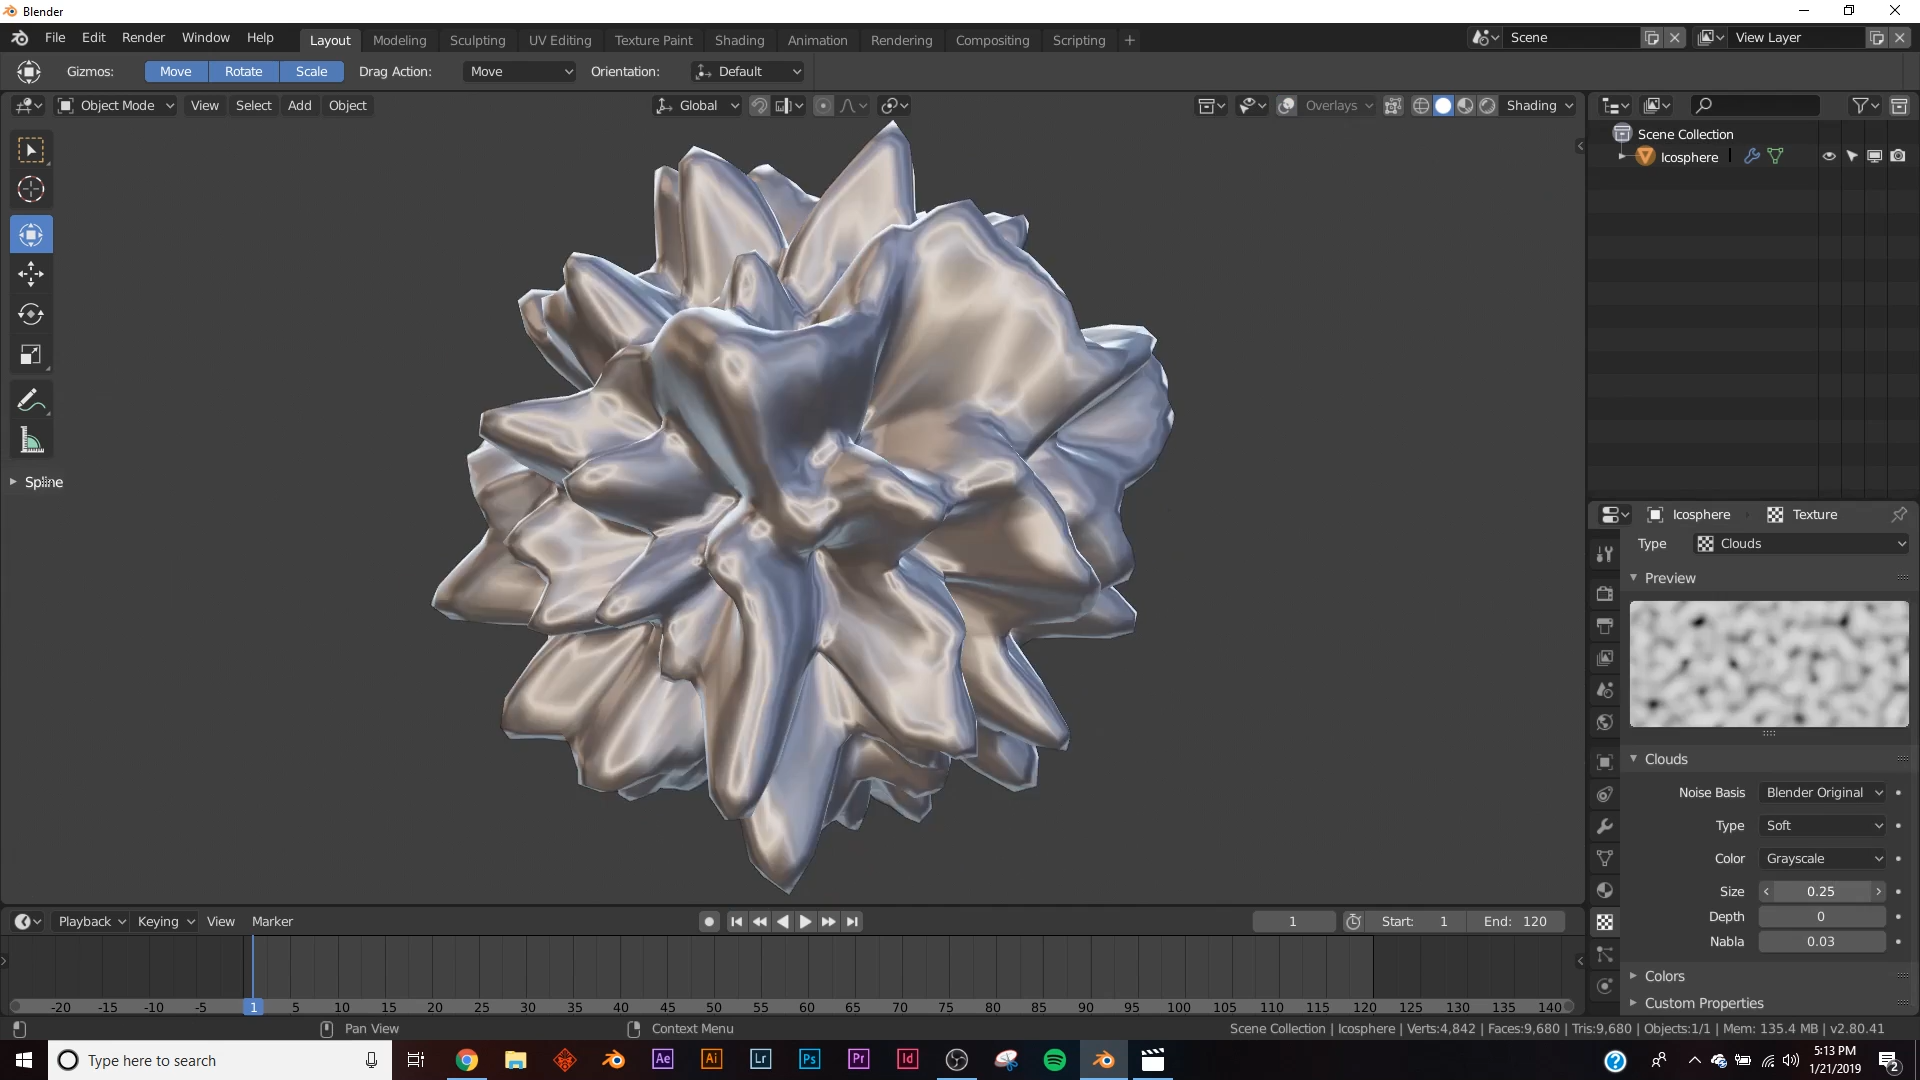 Blender
File Edit Render Window Help Layout Modeling Sculpting UV Editing Texture Paint Shading Animation Rendering Compositing Scripting Scene View Layer
Gizmos: Move Rotate Scale Drag Action: Move Orientation: Default
Object Mode View Select Add Object Global Overlays Shading
Scene Collection
Icosphere
Spline
Icosphere Texture
Type Clouds
Preview
Clouds
Noise Basis Blender Original
Type Soft
Color Grayscale
Size 0.25
Depth 0
Nabla 0.03
Colors
Custom Properties
Playback Keying View Marker 1 Start: 1 End: 120
-20 -15 -10 -5 1 5 10 15 20 25 30 35 40 45 50 55 60 65 70 75 80 85 90 95 100 105 110 115 120 125 130 135 140
Pan View Context Menu Scene Collection | Icosphere | Verts:4,842 | Faces:9,680 | Tris:9,680 | Objects:1/1 | Mem: 135.4 MB | v2.80.41
Type here to search Ae Ai Lr Ps Pr Id
5:13 PM
1/21/2019
2